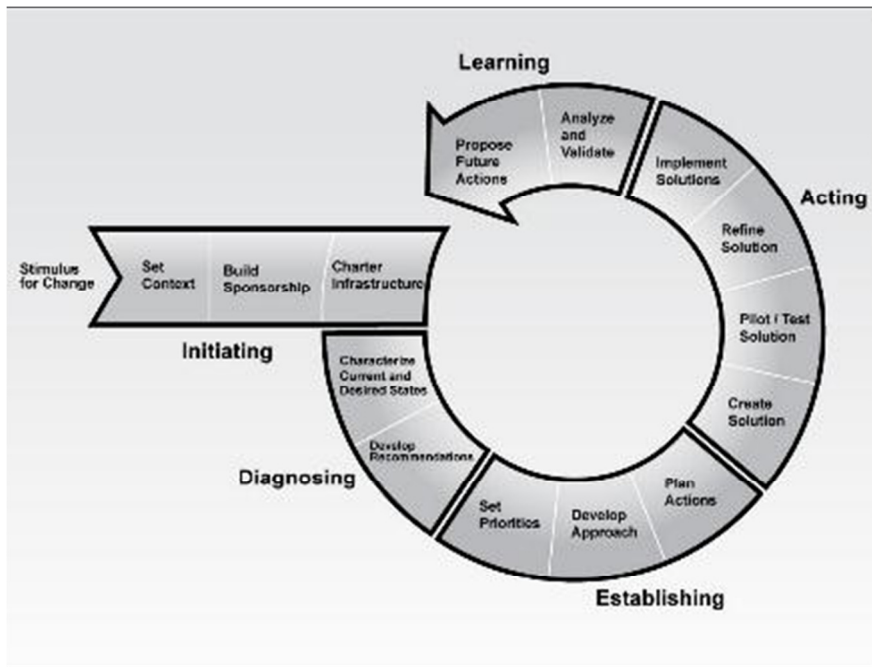 Learning
Analyze
and
Validate
Propose
Future
Actions
Implement
Solutions
Acting
Refine
Solution
Pilot / Test
Solution
Create
Solution
Stimulus
for Change
Set
Context
Build
Sponsorship
Charter
Infrastructure
Initiating
Characterize
Current and
Desired States
Develop
Recommendations
Diagnosing
Set
Priorities
Develop
Approach
Plan
Actions
Establishing